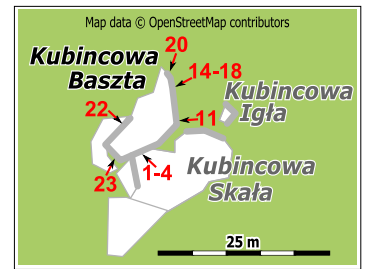 Map data © OpenStreetMap contributors
20
Kubincowa
Baszta
14-18
Kubincowa
Igła
22
11
Kubincowa
Skała
1-4
23
25 m